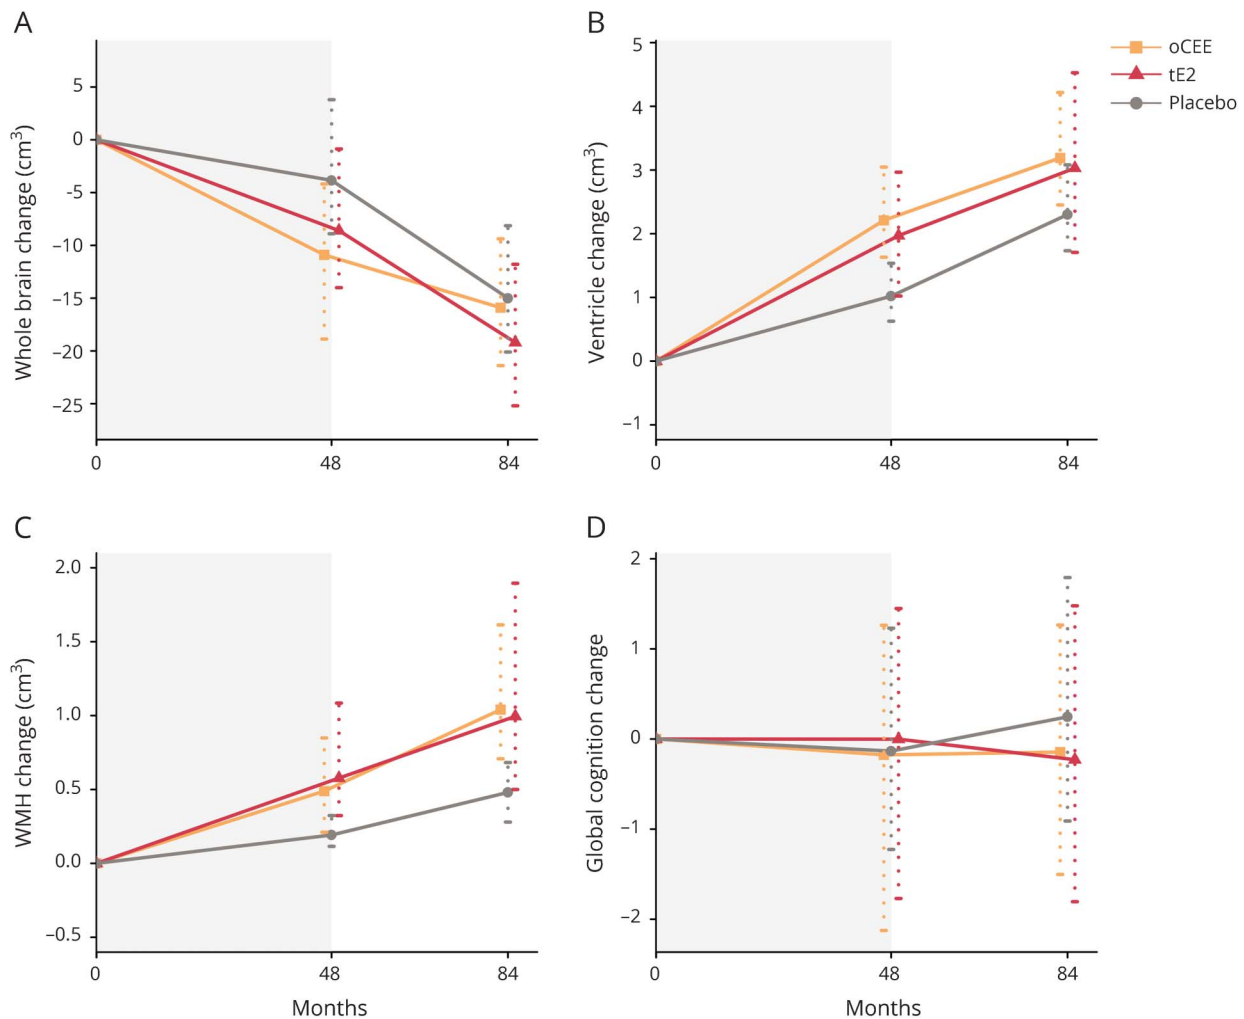 A
Whole brain change (cm³)
5
0
–5
–10
–15
–20
–25
0 48 84
B
Ventricle change (cm³)
5
4
3
2
1
0
–1
0 48 84
oCEE
tE2
Placebo
C
WMH change (cm³)
2.0
1.5
1.0
0.5
0.0
–0.5
0 48 84
Months
D
Global cognition change
2
1
0
–1
–2
0 48 84
Months